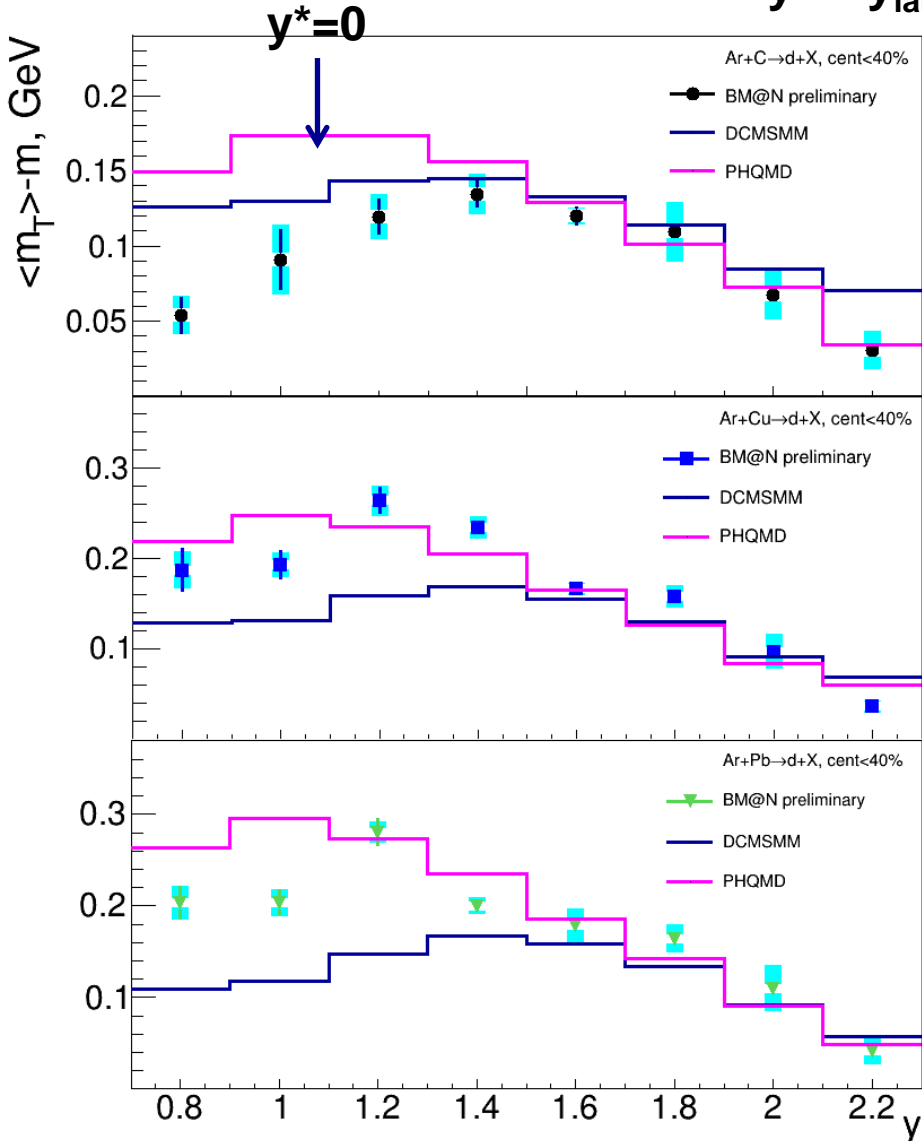 y*=0
<m_T>-m, GeV
0.2
0.15
0.1
0.05
Ar+C→d+X, cent<40%
BM@N preliminary
DCMSMM
PHQMD
0.3
0.2
0.1
Ar+Cu→d+X, cent<40%
BM@N preliminary
DCMSMM
PHQMD
0.3
0.2
0.1
Ar+Pb→d+X, cent<40%
BM@N preliminary
DCMSMM
PHQMD
0.8 1 1.2 1.4 1.6 1.8 2 2.2
y